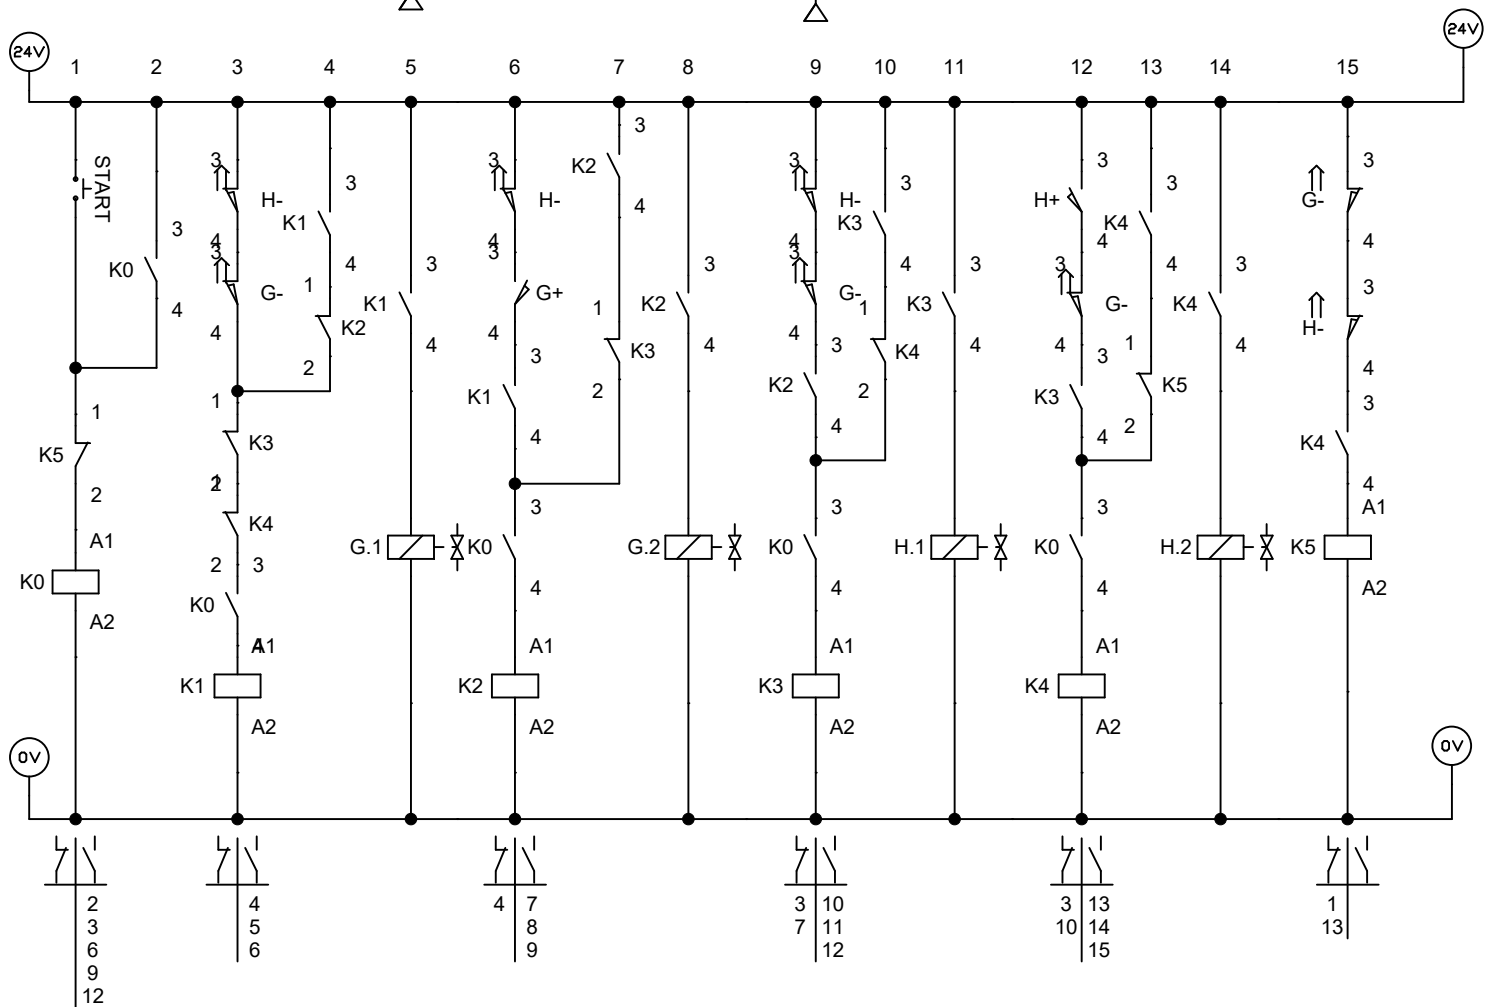 24V 24V
1 2 3 4 5 6 7 8 9 10 11 12 13 14 15
3
START 3 3 3 3 3
K2
3 3 3
H- K1 H- 4 H- K3 H+ K4 G-
3 4 4 4 4 4
K0 3 4 3 3 3 3 4 3 3 4 3 3
G- 1 K1 G+ 1 K2 G- 1 K3 G- K4
4 4 K2 4 4 4 4 4 4 4 H-
2 3 K3 3 K4 3 1 4
K1 2 K2 2 K3 K5 3
1 1 4 4 4 2
K5 K3 K4
2 2 1 4
K4 3 3 3 A1
A1 G.1 K0 G.2 K0 H.1 K0 H.2 K5
K0 2 3
K0 4 4 4 A2
A2
4 A1 A1 A1 A1
K1 K2 K3 K4
A2 A2 A2 A2
0V 0V
2 4 4 7 3 10 3 13 1
3 5 8 7 11 10 14 13
6 6 9 12 15
9
12